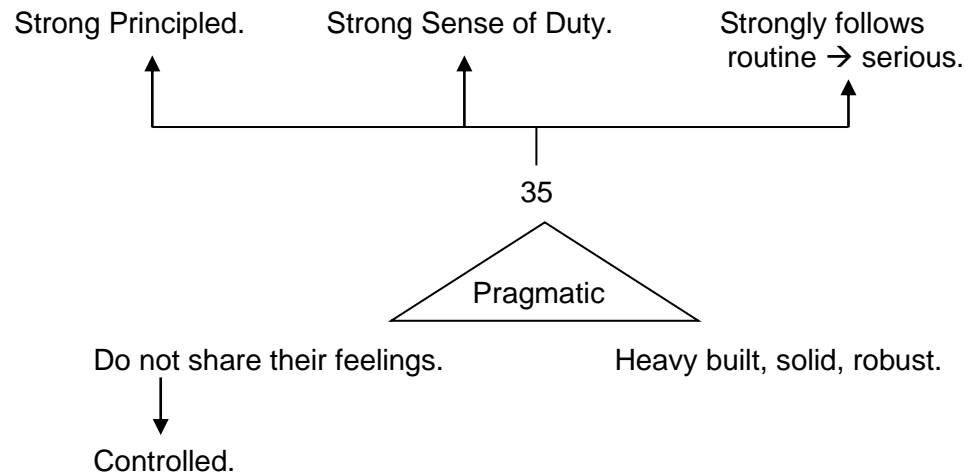 Strong Principled.
Strong Sense of Duty.
Strongly follows
routine → serious.
35
Pragmatic
Do not share their feelings.
Heavy built, solid, robust.
Controlled.